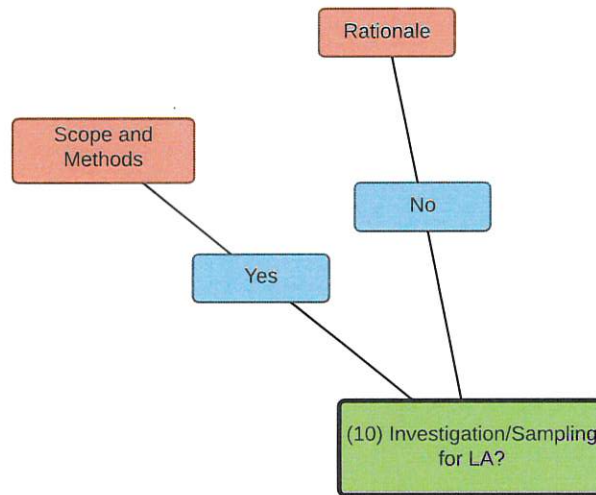 Rationale
Scope and
Methods
No
Yes
(10) Investigation/Sampling
for LA?